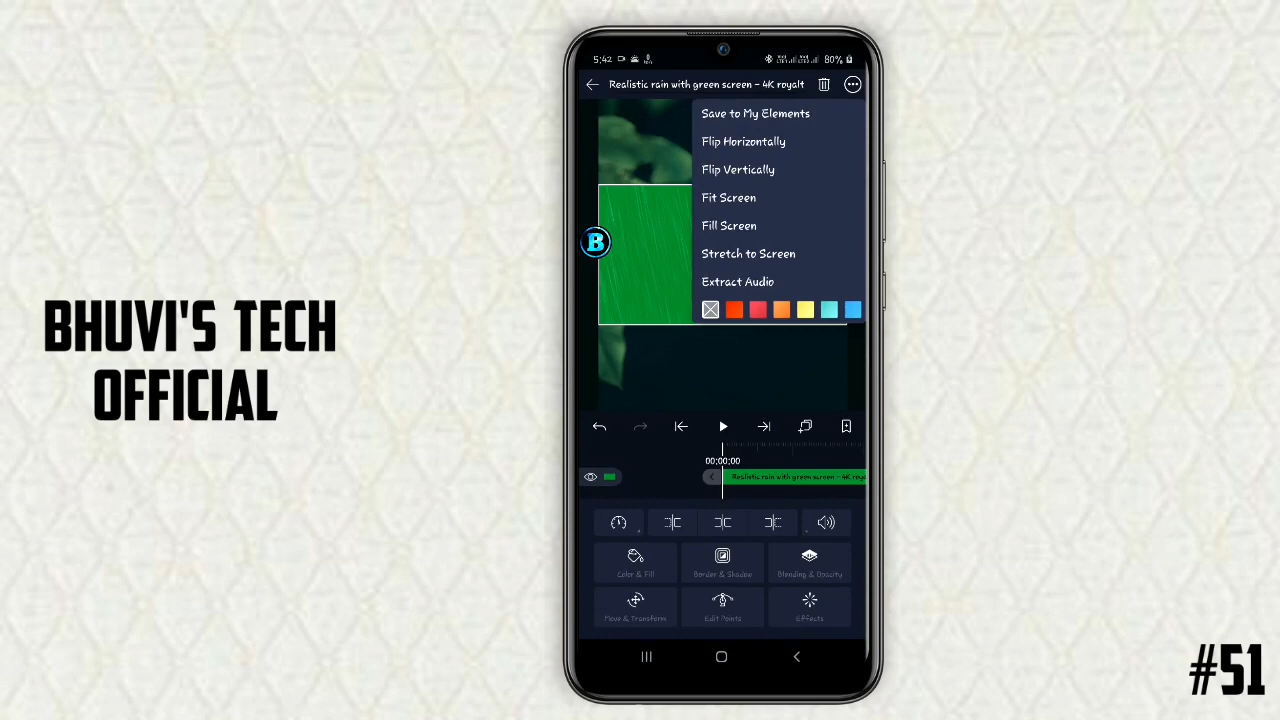 BHUVI'S TECH
OFFICIAL
5:42
80%
Realistic rain with green screen - 4K royalt
Save to My Elements
Flip Horizontally
Flip Vertically
Fit Screen
Fill Screen
Stretch to Screen
Extract Audio
B
00:00:00
Realistic rain with green screen - 4K royal
Color & Fill
Border & Shadow
Blending & Opacity
Move & Transform
Edit Points
Effects
#51